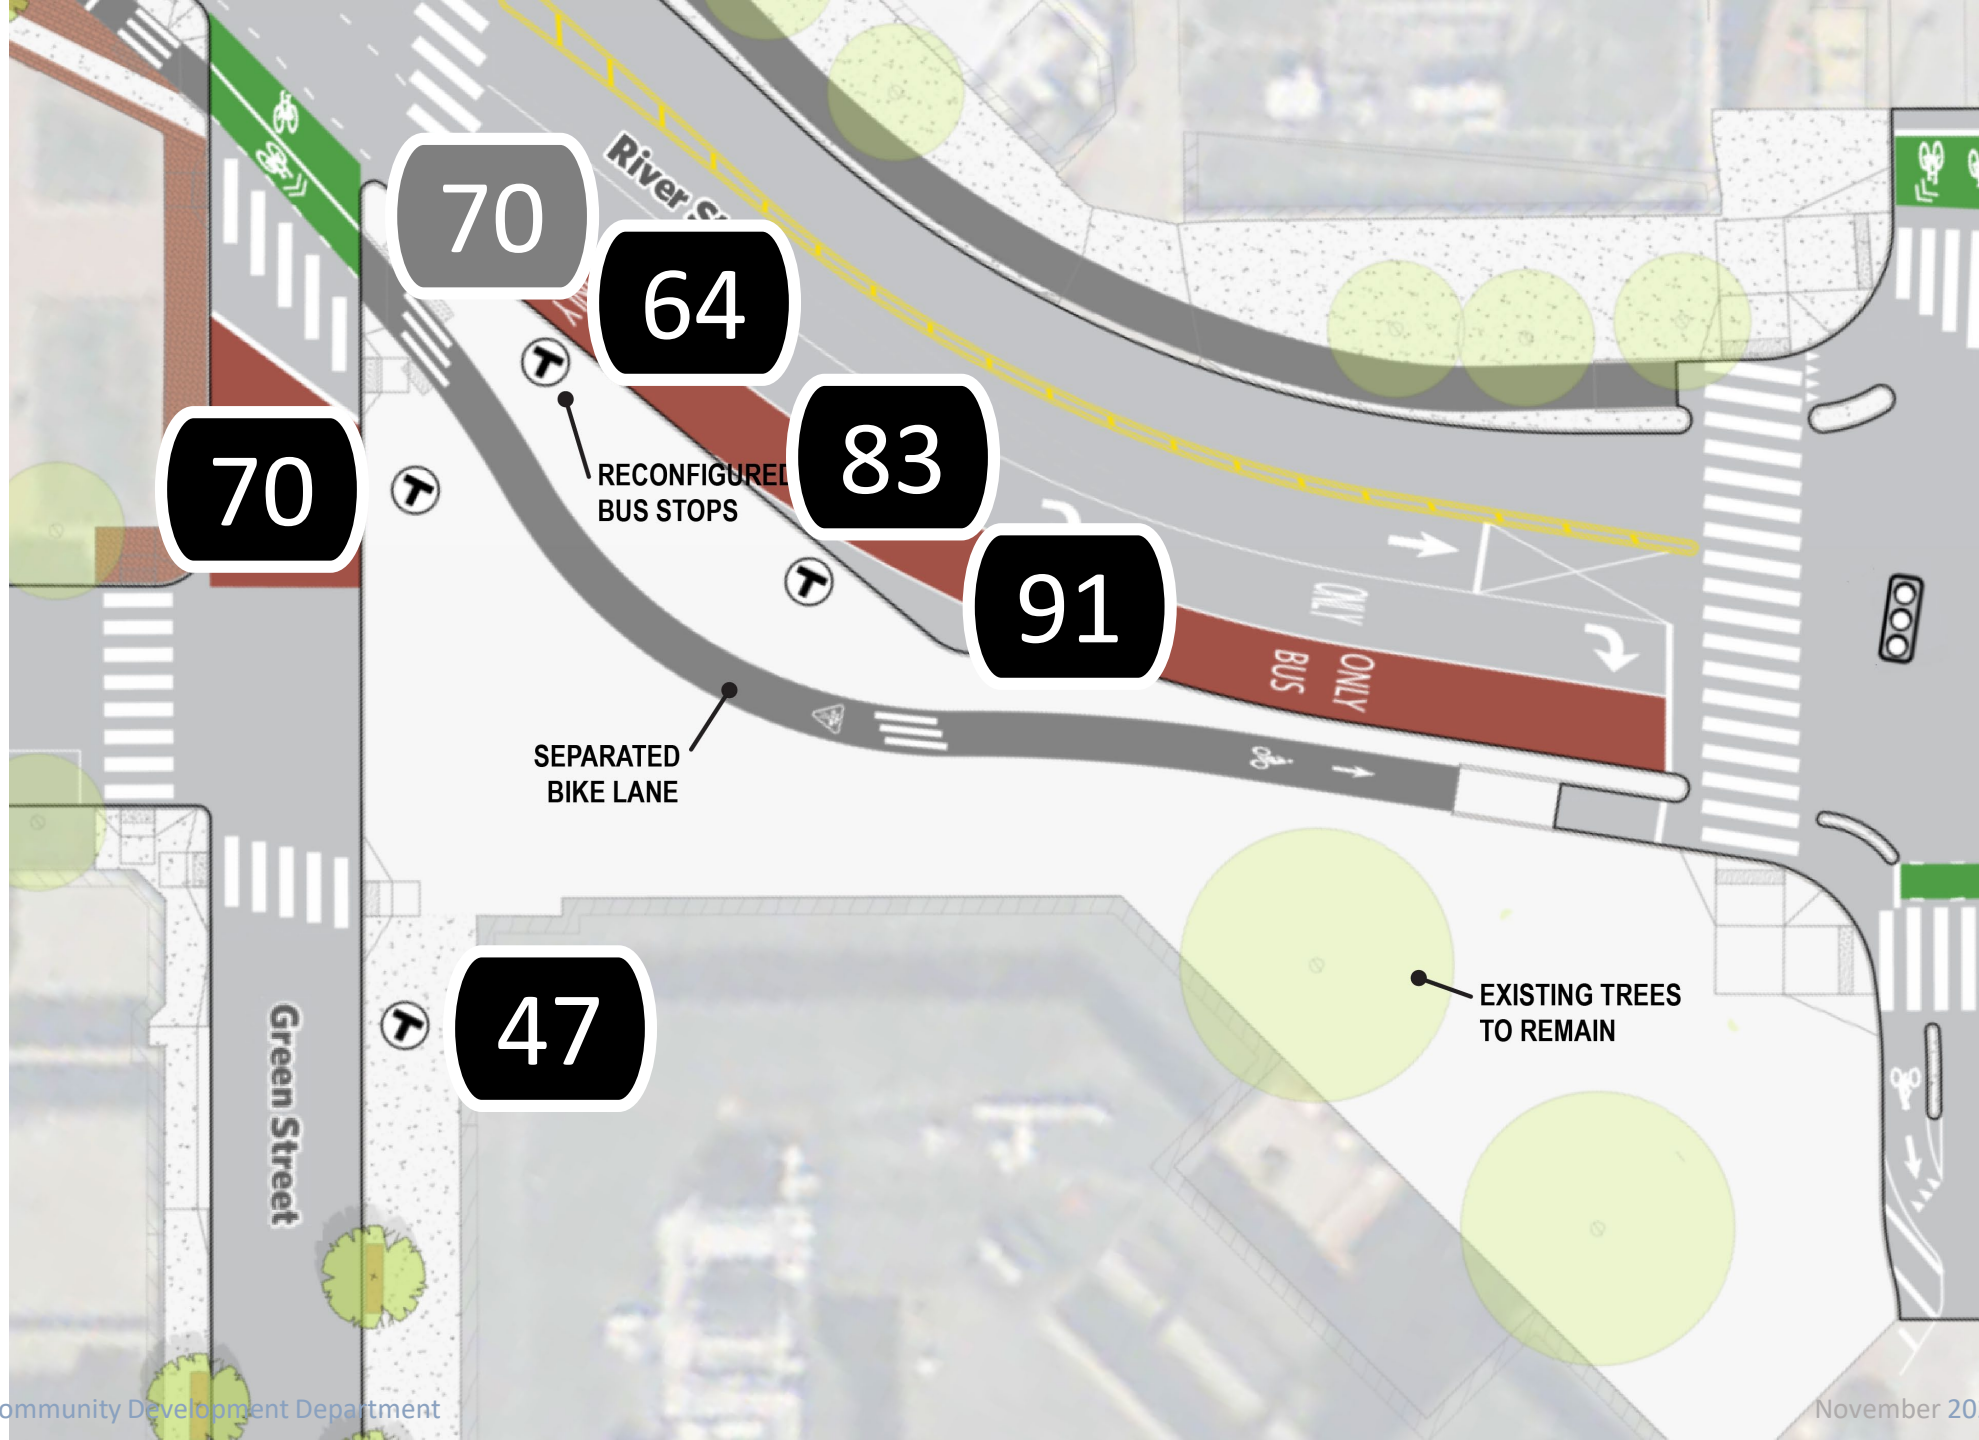 River St
70
64
70
83
RECONFIGURED
BUS STOPS
91
ONLY
ONLY
BUS
SEPARATED
BIKE LANE
47
EXISTING TREES
TO REMAIN
Green Street
ommunity Development Department
November 20